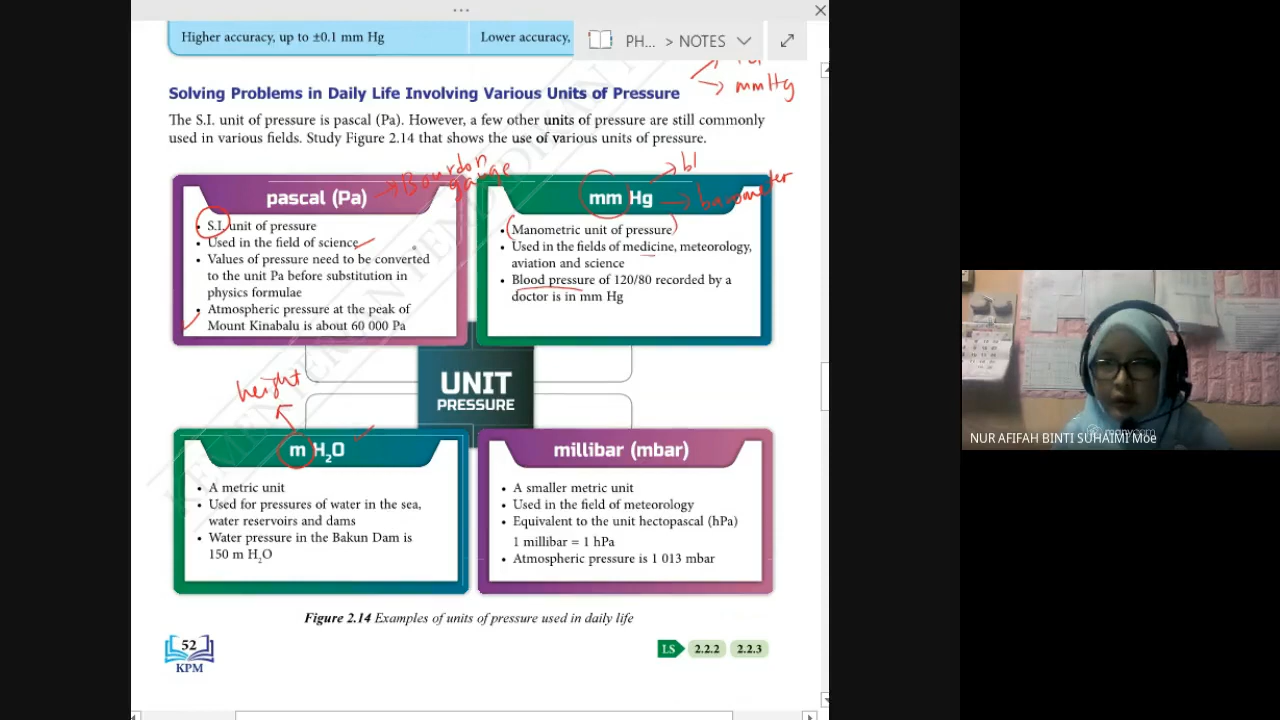 Higher accuracy, up to ±0.1 mm Hg
Lower accuracy,
PH... > NOTES
mmHg
Solving Problems in Daily Life Involving Various Units of Pressure
The S.I. unit of pressure is pascal (Pa). However, a few other units of pressure are still commonly
used in various fields. Study Figure 2.14 that shows the use of various units of pressure.
pascal (Pa)
Bourdon
gauge
• S.I. unit of pressure
• Used in the field of science
• Values of pressure need to be converted
to the unit Pa before substitution in
physics formulae
• Atmospheric pressure at the peak of
Mount Kinabalu is about 60 000 Pa
mm Hg
bl
barometer
• Manometric unit of pressure
• Used in the fields of medicine, meteorology,
aviation and science
• Blood pressure of 120/80 recorded by a
doctor is in mm Hg
UNIT
PRESSURE
height
m H₂O
• A metric unit
• Used for pressures of water in the sea,
water reservoirs and dams
• Water pressure in the Bakun Dam is
150 m H₂O
millibar (mbar)
• A smaller metric unit
• Used in the field of meteorology
• Equivalent to the unit hectopascal (hPa)
1 millibar = 1 hPa
• Atmospheric pressure is 1 013 mbar
Figure 2.14 Examples of units of pressure used in daily life
52
KPM
LS 2.2.2 2.2.3
NUR AFIFAH BINTI SUHAIMI Moe